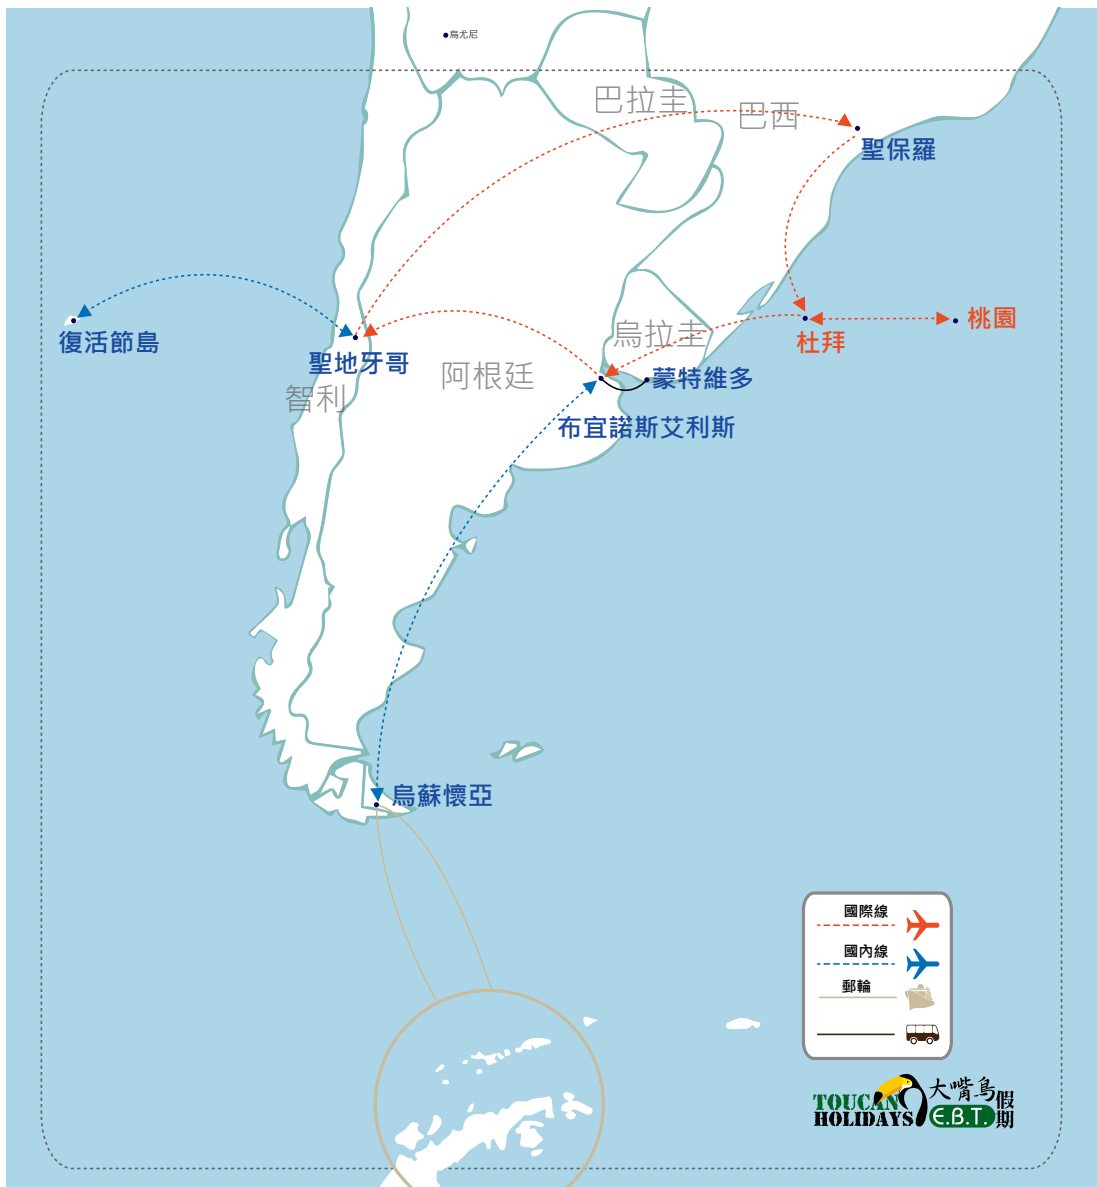 烏尤尼
巴拉圭
巴西
聖保羅
復活節島
聖地牙哥
智利
阿根廷
烏拉圭
杜拜
桃園
蒙特維多
布宜諾斯艾利斯
烏蘇懷亞
國際線
國內線
郵輪
TOUCAN
HOLIDAYS
大嘴鳥假期
E.B.T.